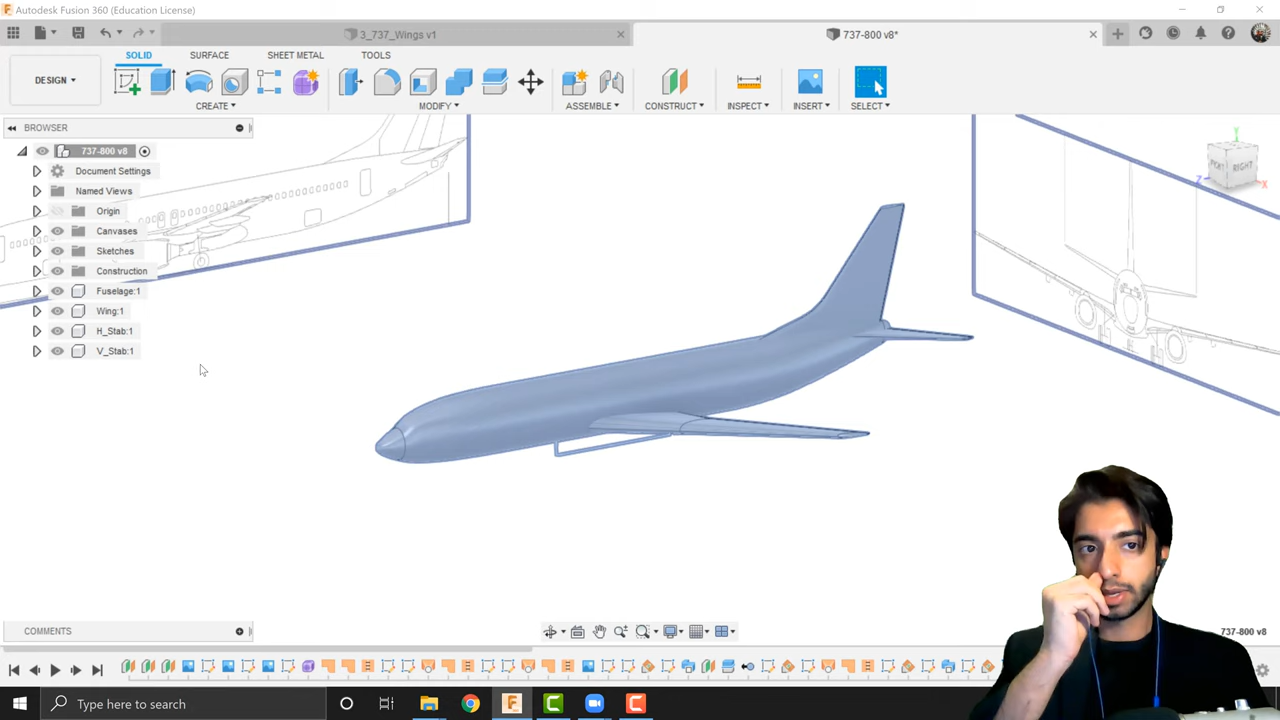 Autodesk Fusion 360 (Education License)
3_737_Wings v1
737-800 v8*
DESIGN
SOLID
SURFACE
SHEET METAL
TOOLS
CREATE
MODIFY
ASSEMBLE
CONSTRUCT
INSPECT
INSERT
SELECT
BROWSER
737-800 v8
Document Settings
Named Views
Origin
Canvases
Sketches
Construction
Fuselage:1
Wing:1
H_Stab:1
V_Stab:1
Y
FRONT
RIGHT
Z
X
COMMENTS
737-800 v8
Type here to search